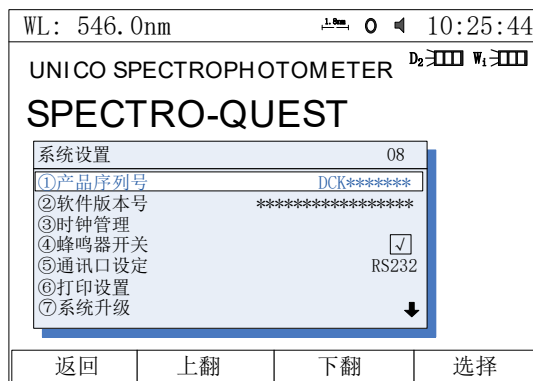 WL: 546.0nm 1.8nm 10:25:44
UNICO SPECTROPHOTOMETER D₂ Wᵢ
SPECTRO-QUEST
系统设置 08
①产品序列号 DCK*******
②软件版本号 *****************
③时钟管理
④蜂鸣器开关 √
⑤通讯口设定 RS232
⑥打印设置
⑦系统升级
返回 上翻 下翻 选择